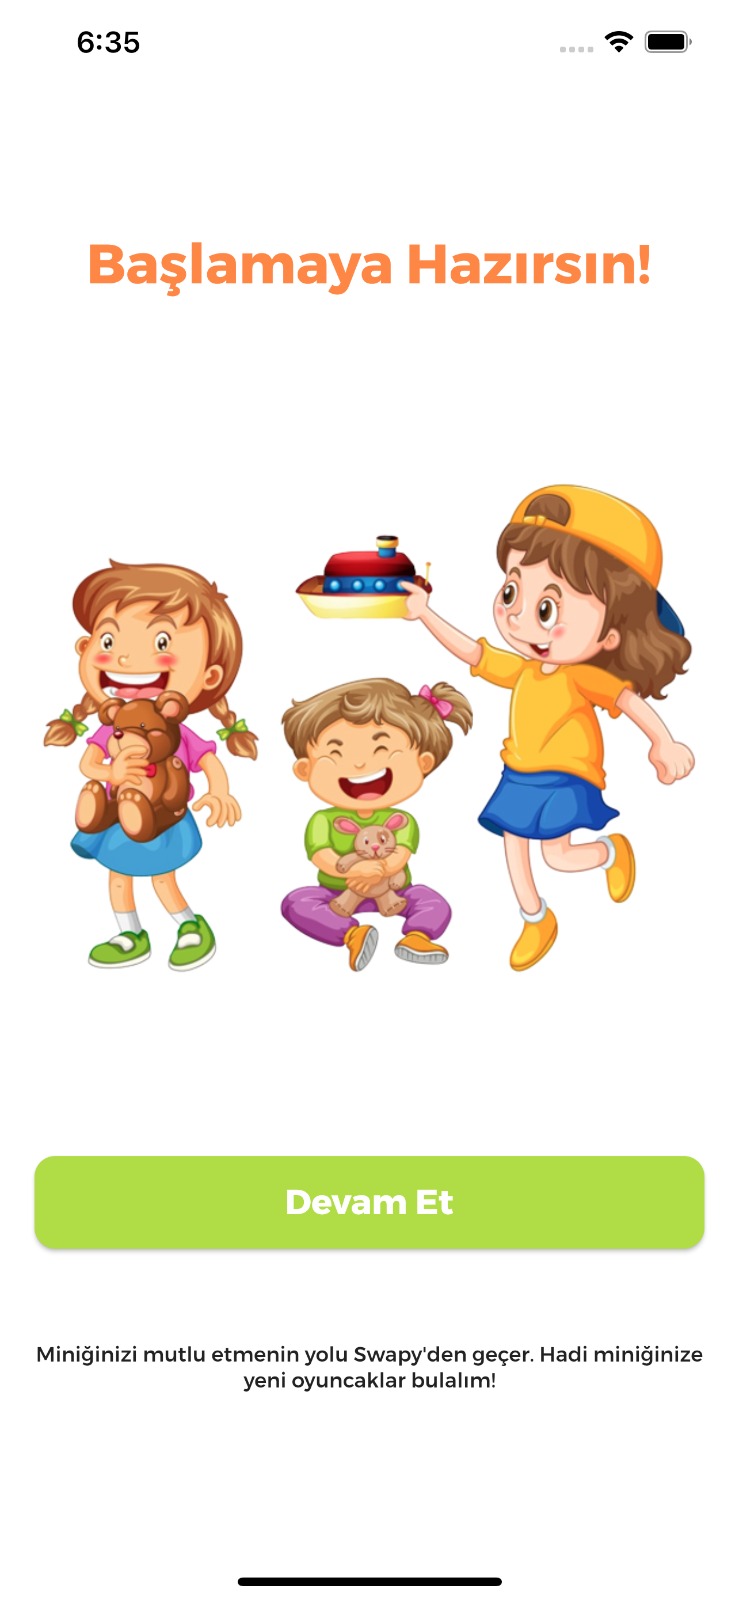 6:35
Başlamaya Hazırsın!
Devam Et
Miniğinizi mutlu etmenin yolu Swapy'den geçer. Hadi miniğinize
yeni oyuncaklar bulalım!